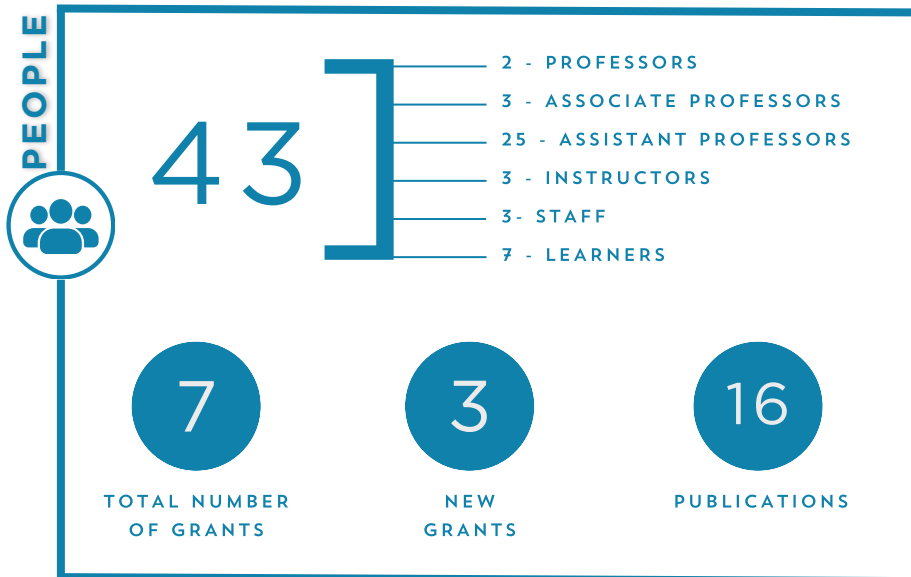 PEOPLE
43
2 - PROFESSORS
3 - ASSOCIATE PROFESSORS
25 - ASSISTANT PROFESSORS
3 - INSTRUCTORS
3- STAFF
7 - LEARNERS
7
TOTAL NUMBER
OF GRANTS
3
NEW
GRANTS
16
PUBLICATIONS